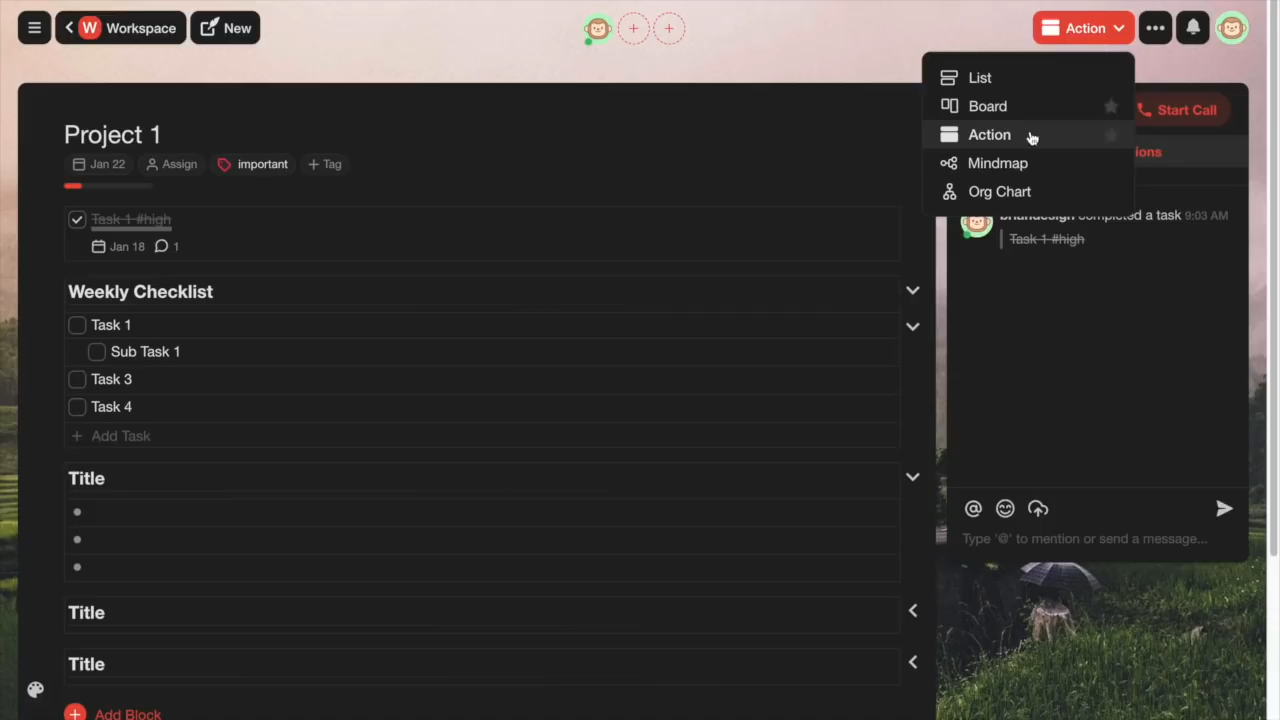 W Workspace
New
Action
List
Board
Action
Mindmap
Org Chart
Project 1
Jan 22
Assign
important
+ Tag
Task 1 #high
Jan 18
1
Weekly Checklist
Task 1
Sub Task 1
Task 3
Task 4
+ Add Task
Title
Title
Title
+ Add Block
Start Call
ions
briandesign completed a task 9:03 AM
Task 1 #high
Type '@' to mention or send a message...